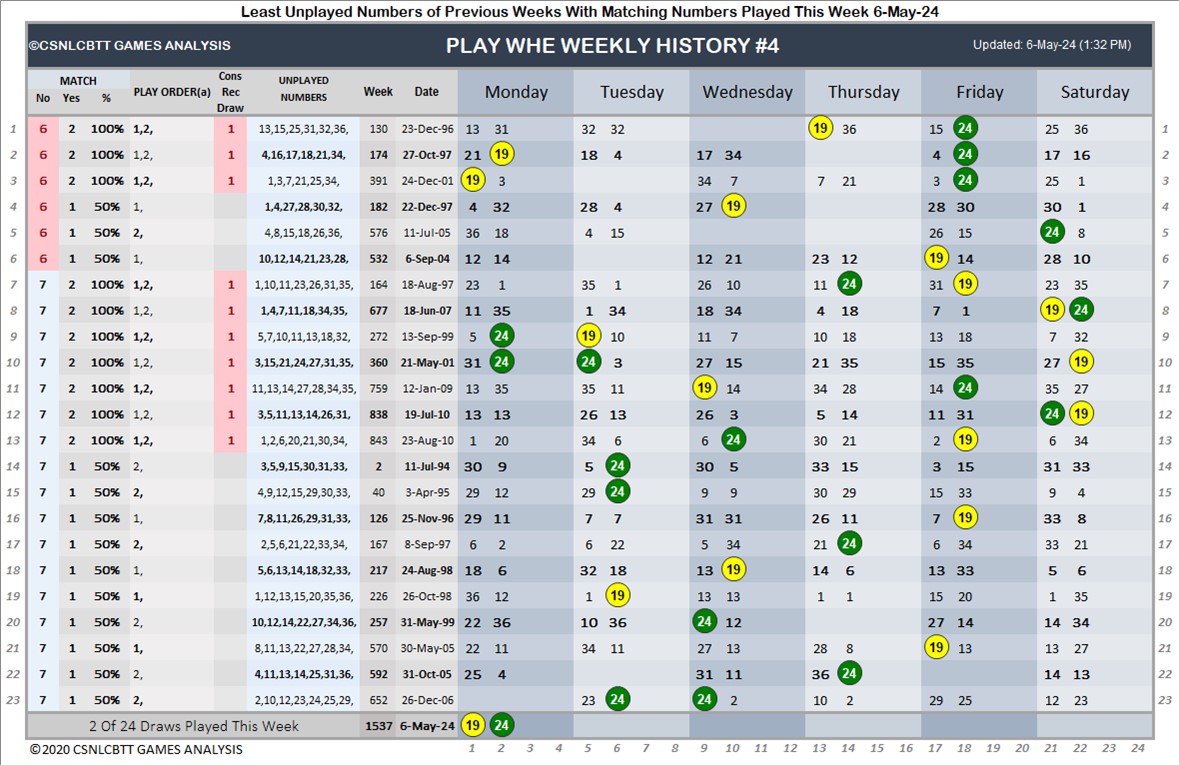 Least Unplayed Numbers of Previous Weeks With Matching Numbers Played This Week 6-May-24
©CSNLCBTT GAMES ANALYSIS PLAY WHE WEEKLY HISTORY #4 Updated: 6-May-24 (1:32 PM)
MATCH PLAY ORDER(a) Cons Rec Draw UNPLAYED NUMBERS Week Date Monday Tuesday Wednesday Thursday Friday Saturday
No Yes %
1 6 2 100% 1,2, 1 13,15,25,31,32,36, 130 23-Dec-96 13 31 32 32 19 36 15 24 25 36 1
2 6 2 100% 1,2, 1 4,16,17,18,21,34, 174 27-Oct-97 21 19 18 4 17 34 4 24 17 16 2
3 6 2 100% 1,2, 1 1,3,7,21,25,34, 391 24-Dec-01 19 3 34 7 7 21 3 24 25 1 3
4 6 1 50% 1, 1,4,27,28,30,32, 182 22-Dec-97 4 32 28 4 27 19 28 30 30 1 4
5 6 1 50% 2, 4,8,15,18,26,36, 576 11-Jul-05 36 18 4 15 26 15 24 8 5
6 6 1 50% 1, 10,12,14,21,23,28, 532 6-Sep-04 12 14 12 21 23 12 19 14 28 10 6
7 7 2 100% 1,2, 1 1,10,11,23,26,31,35, 164 18-Aug-97 23 1 35 1 26 10 11 24 31 19 23 35 7
8 7 2 100% 1,2, 1 1,4,7,11,18,34,35, 677 18-Jun-07 11 35 1 34 18 34 4 18 7 1 19 24 8
9 7 2 100% 1,2, 1 5,7,10,11,13,18,32, 272 13-Sep-99 5 24 19 10 11 7 10 18 13 18 7 32 9
10 7 2 100% 1,2, 1 3,15,21,24,27,31,35, 360 21-May-01 31 24 24 3 27 15 21 35 15 35 27 19 10
11 7 2 100% 1,2, 1 11,13,14,27,28,34,35, 759 12-Jan-09 13 35 35 11 19 14 34 28 14 24 35 27 11
12 7 2 100% 1,2, 1 3,5,11,13,14,26,31, 838 19-Jul-10 13 13 26 13 26 3 5 14 11 31 24 19 12
13 7 2 100% 1,2, 1 1,2,6,20,21,30,34, 843 23-Aug-10 1 20 34 6 6 24 30 21 2 19 6 34 13
14 7 1 50% 2, 3,5,9,15,30,31,33, 2 11-Jul-94 30 9 5 24 30 5 33 15 3 15 31 33 14
15 7 1 50% 2, 4,9,12,15,29,30,33, 40 3-Apr-95 29 12 29 24 9 9 30 29 15 33 9 4 15
16 7 1 50% 1, 7,8,11,26,29,31,33, 126 25-Nov-96 29 11 7 7 31 31 26 11 7 19 33 8 16
17 7 1 50% 2, 2,5,6,21,22,33,34, 167 8-Sep-97 6 2 6 22 5 34 21 24 6 34 33 21 17
18 7 1 50% 1, 5,6,13,14,18,32,33, 217 24-Aug-98 18 6 32 18 13 19 14 6 13 33 5 6 18
19 7 1 50% 1, 1,12,13,15,20,35,36, 226 26-Oct-98 36 12 1 19 13 13 1 1 15 20 1 35 19
20 7 1 50% 2, 10,12,14,22,27,34,36, 257 31-May-99 22 36 10 36 24 12 27 14 14 34 20
21 7 1 50% 1, 8,11,13,22,27,28,34, 570 30-May-05 22 11 34 11 27 13 28 8 19 13 13 27 21
22 7 1 50% 2, 4,11,13,14,25,31,36, 592 31-Oct-05 25 4 31 11 36 24 14 13 22
23 7 1 50% 2, 2,10,12,23,24,25,29, 652 26-Dec-06 23 24 24 2 10 2 29 25 12 23 23
2 Of 24 Draws Played This Week 1537 6-May-24 19 24
©2020 CSNLCBTT GAMES ANALYSIS 1 2 3 4 5 6 7 8 9 10 11 12 13 14 15 16 17 18 19 20 21 22 23 24